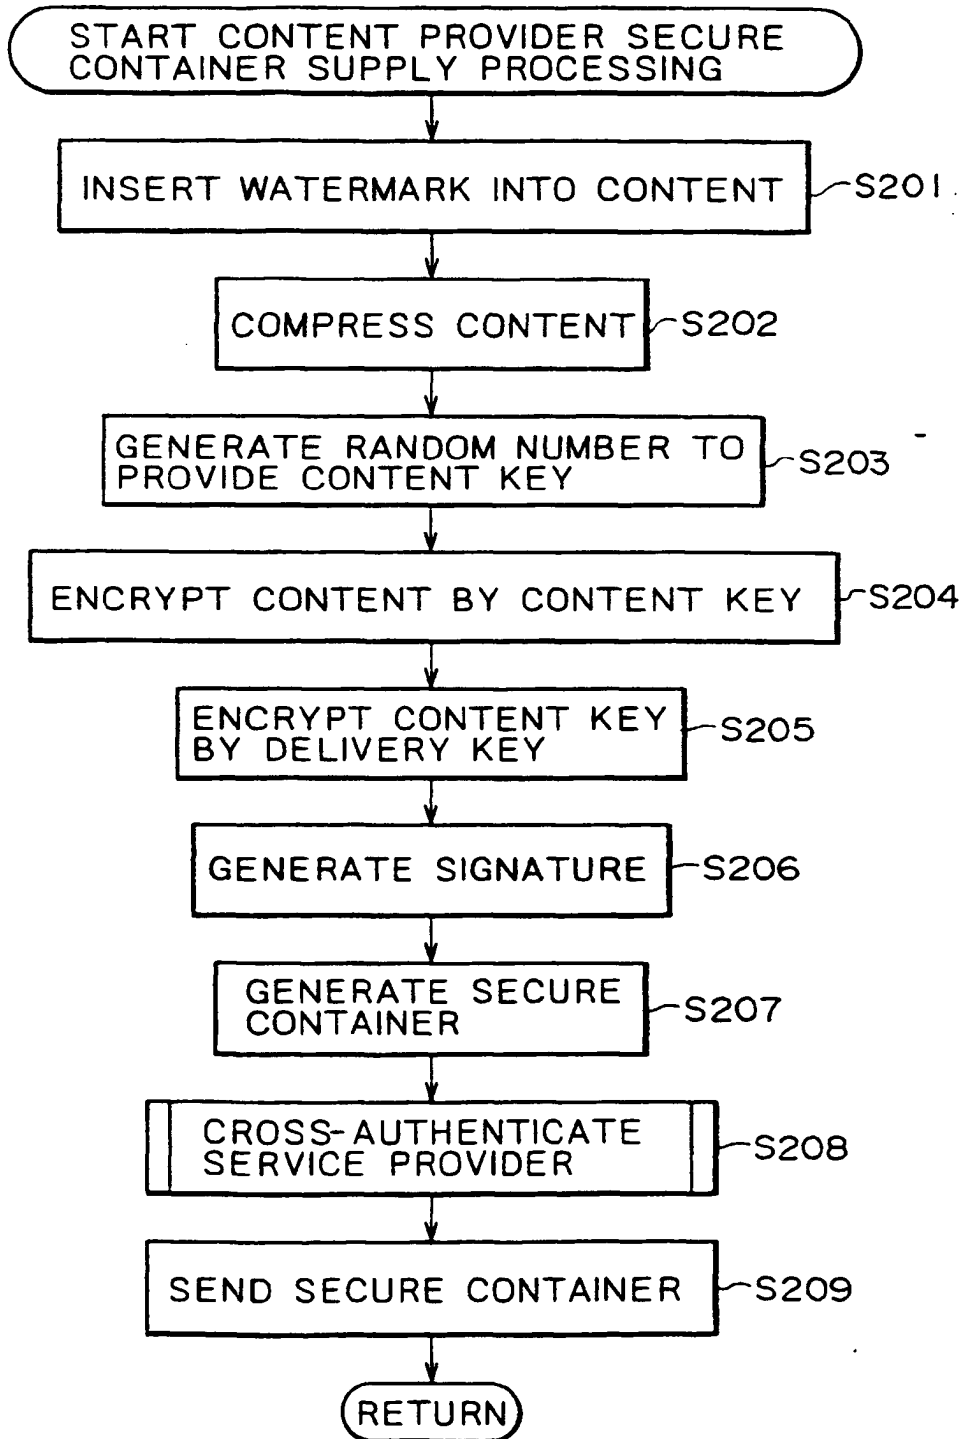 START CONTENT PROVIDER SECURE
CONTAINER SUPPLY PROCESSING
INSERT WATERMARK INTO CONTENT
S201
COMPRESS CONTENT
S202
GENERATE RANDOM NUMBER TO
PROVIDE CONTENT KEY
S203
ENCRYPT CONTENT BY CONTENT KEY
S204
ENCRYPT CONTENT KEY
BY DELIVERY KEY
S205
GENERATE SIGNATURE
S206
GENERATE SECURE
CONTAINER
S207
CROSS-AUTHENTICATE
SERVICE PROVIDER
S208
SEND SECURE CONTAINER
S209
RETURN